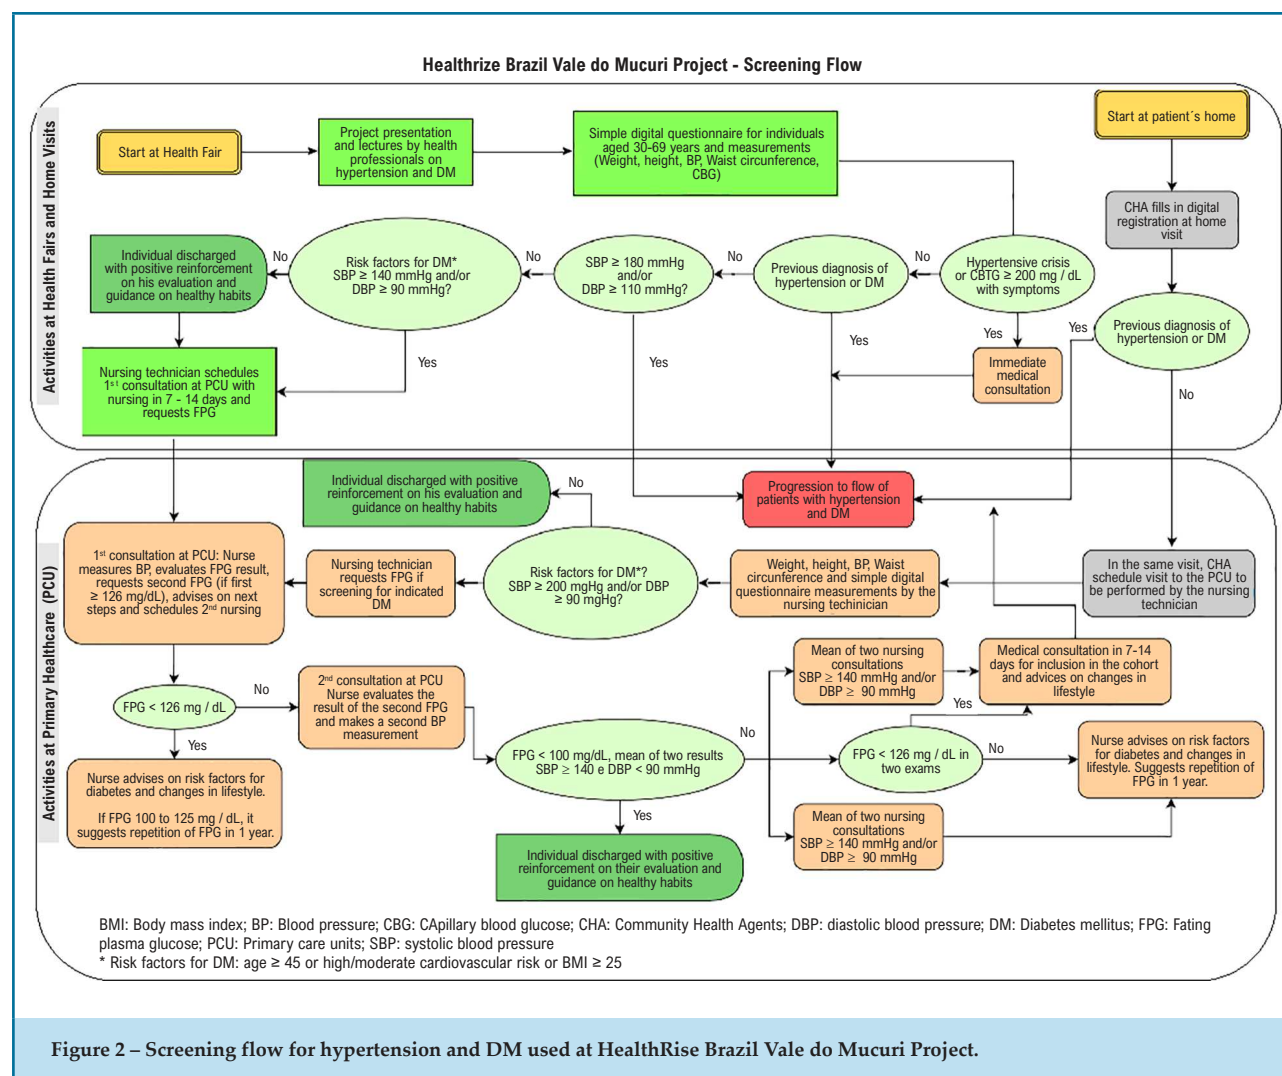 Healthrize Brazil Vale do Mucuri Project - Screening Flow
Activities at Health Fairs and Home Visits
Start at Health Fair
Project presentation
and lectures by health
professionals on
hypertension and DM
Simple digital questionnaire for individuals
aged 30-69 years and measurements
(Weight, height, BP, Waist circunference,
CBG)
Start at patient´s home
CHA fills in digital
registration at home
visit
Individual discharged
with positive reinforcement
on his evaluation and
guidance on healthy habits
No
Risk factors for DM*
SBP ≥ 140 mmHg and/or
DBP ≥ 90 mmHg?
No
SBP ≥ 180 mmHg
and/or
DBP ≥ 110 mmHg?
No
Previous diagnosis of
hypertension or DM
No
Hypertensive crisis
or CBTG ≥ 200 mg / dL
with symptoms
Previous diagnosis of
hypertension or DM
Yes
Yes
Yes
Yes
Yes
Immediate
medical
consultation
No
Nursing technician schedules
1st consultation at PCU with
nursing in 7 - 14 days and
requests FPG
Activities at Primary Healthcare (PCU)
Individual discharged with positive
reinforcement on his evaluation and
guidance on healthy habits
No
Progression to flow of
patients with hypertension
and DM
1st consultation at PCU: Nurse
measures BP, evaluates FPG result,
requests second FPG (if first
≥ 126 mg/dL), advises on next
steps and schedules 2nd nursing
Nursing technician
requests FPG if
screening for indicated
DM
Risk factors for DM*?
SBP ≥ 200 mgHg and/or DBP
≥ 90 mgHg?
Weight, height, BP, Waist
circunference and simple digital
questionnaire measurements by the
nursing techinician
In the same visit, CHA
schedule visit to the PCU to
be performed by the nursing
technician
FPG < 126 mg / dL
No
2nd consultation at PCU
Nurse evaluates the
result of the second FPG
and makes a second BP
measurement
Mean of two nursing
consultations
SBP ≥ 140 mmHg and/or
DBP ≥ 90 mmHg
Medical consultation in 7-14
days for inclusion in the cohort
and advices on changes in
lifestyle
Yes
Yes
FPG < 100 mg/dL, mean of two results
SBP ≥ 140 e DBP < 90 mmHg
No
FPG < 126 mg / dL in
two exams
No
Nurse advises on risk factors
for diabetes and changes in
lifestyle. Suggests repetition of
FPG in 1 year.
Nurse advises on risk factors for
diabetes and changes in lifestyle.
If FPG 100 to 125 mg / dL, it
suggests repetition of FPG in 1 year.
Yes
Mean of two nursing
consultations
SBP ≥ 140 mmHg and/or
DBP ≥ 90 mmHg
Individual discharged with positive
reinforcement on their evaluation and
guidance on healthy habits
BMI: Body mass index; BP: Blood pressure; CBG: CApillary blood glucose; CHA: Community Health Agents; DBP: diastolic blood pressure; DM: Diabetes mellitus; FPG: Fating
plasma glucose; PCU: Primary care units; SBP: systolic blood pressure
* Risk factors for DM: age ≥ 45 or high/moderate cardiovascular risk or BMI ≥ 25
Figure 2 – Screening flow for hypertension and DM used at HealthRise Brazil Vale do Mucuri Project.